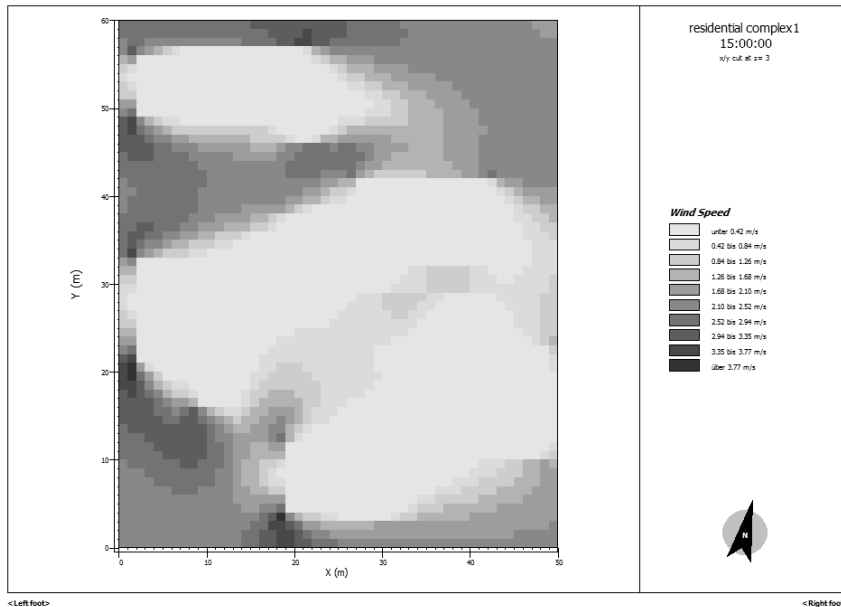 residential complex1
15:00:00
x/y cut at z= 3
60
50
40
30
20
10
0
Y (m)
0 10 20 30 40 50
X (m)
Wind Speed
unter 0.42 m/s
0.42 bis 0.84 m/s
0.84 bis 1.26 m/s
1.26 bis 1.68 m/s
1.68 bis 2.10 m/s
2.10 bis 2.52 m/s
2.52 bis 2.94 m/s
2.94 bis 3.35 m/s
3.35 bis 3.77 m/s
über 3.77 m/s
N
<Left foot>
<Right foot